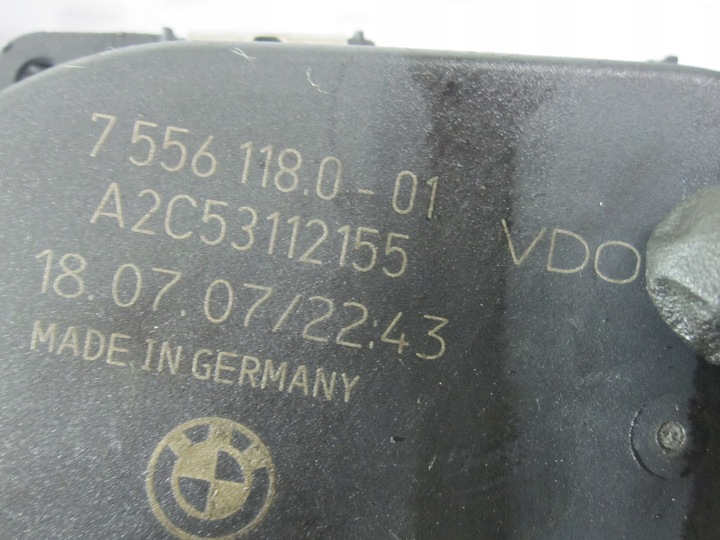 7 556 118.0 - 01
A2C53112155
VDO
18.07.07/22:43
MADE IN GERMANY